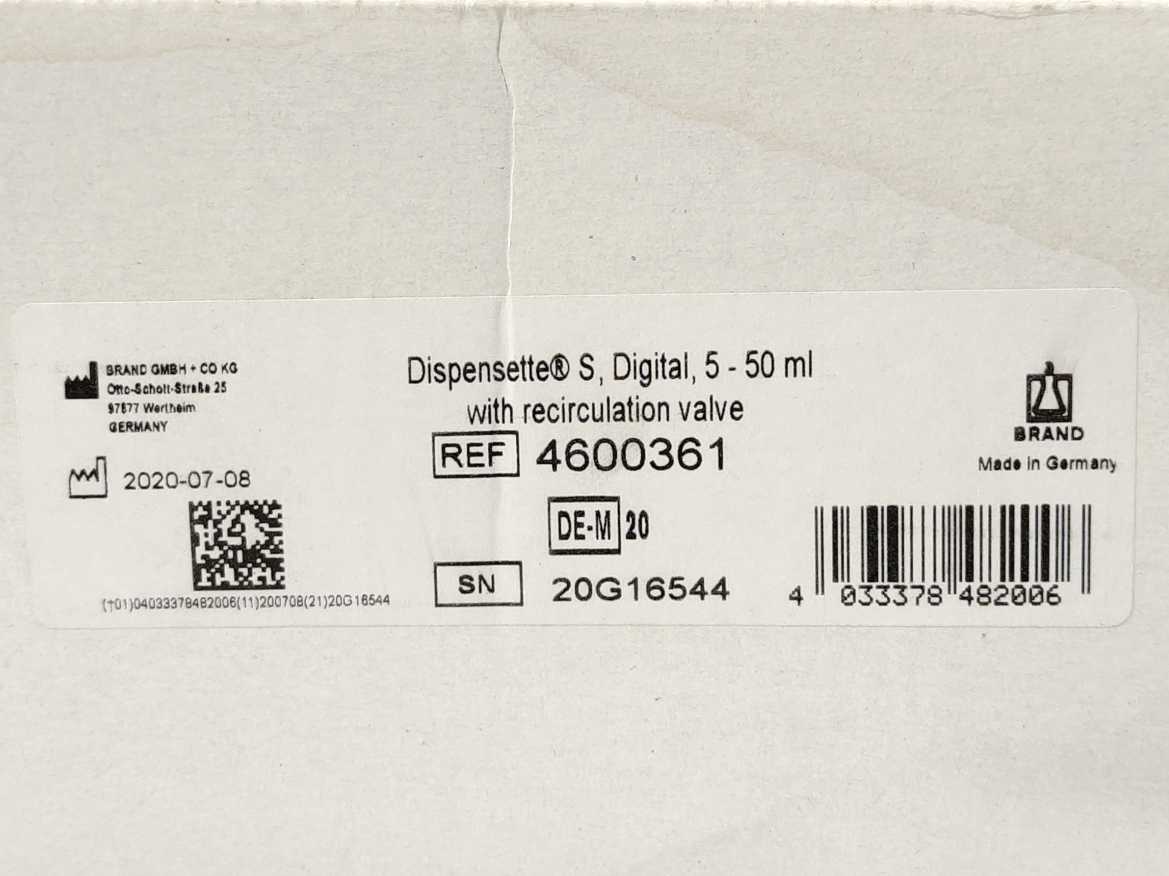 BRAND GMBH + CO KG
Otto-Schott-Straße 25
97877 Wertheim
GERMANY
2020-07-08
(†01)04033378482006(11)200708(21)20G16544
Dispensette® S, Digital, 5 - 50 ml
with recirculation valve
REF 4600361
DE-M 20
SN 20G16544
BRAND
Made in Germany
4 033378 482006